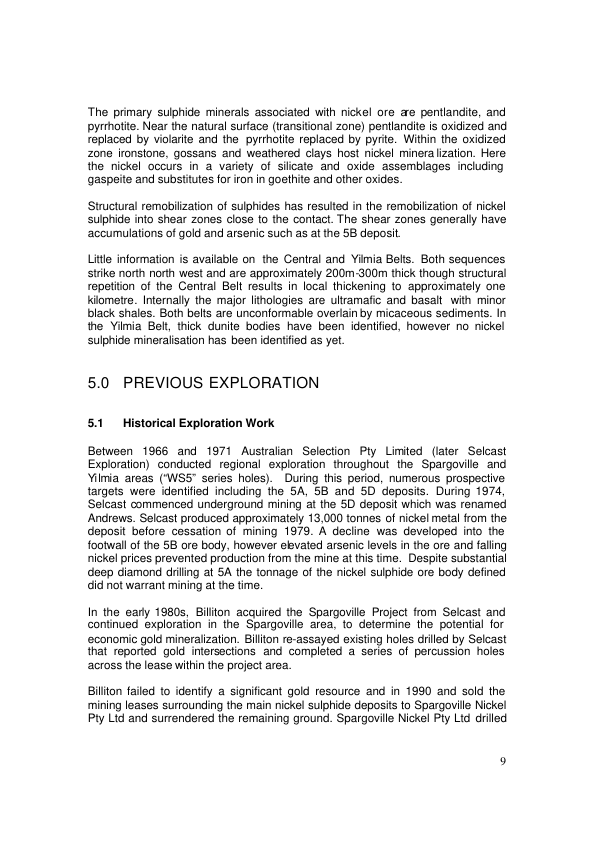 The primary sulphide minerals associated with nickel ore are pentlandite, and
pyrrhotite. Near the natural surface (transitional zone) pentlandite is oxidized and
replaced by violarite and the pyrrhotite replaced by pyrite. Within the oxidized
zone ironstone, gossans and weathered clays host nickel mineralization. Here
the nickel occurs in a variety of silicate and oxide assemblages including
gaspeite and substitutes for iron in goethite and other oxides.
Structural remobilization of sulphides has resulted in the remobilization of nickel
sulphide into shear zones close to the contact. The shear zones generally have
accumulations of gold and arsenic such as at the 5B deposit.
Little information is available on the Central and Yilmia Belts. Both sequences
strike north north west and are approximately 200m-300m thick though structural
repetition of the Central Belt results in local thickening to approximately one
kilometre. Internally the major lithologies are ultramafic and basalt with minor
black shales. Both belts are unconformable overlain by micaceous sediments. In
the Yilmia Belt, thick dunite bodies have been identified, however no nickel
sulphide mineralisation has been identified as yet.
5.0 PREVIOUS EXPLORATION
5.1 Historical Exploration Work
Between 1966 and 1971 Australian Selection Pty Limited (later Selcast
Exploration) conducted regional exploration throughout the Spargoville and
Yilmia areas (“WS5” series holes). During this period, numerous prospective
targets were identified including the 5A, 5B and 5D deposits. During 1974,
Selcast commenced underground mining at the 5D deposit which was renamed
Andrews. Selcast produced approximately 13,000 tonnes of nickel metal from the
deposit before cessation of mining 1979. A decline was developed into the
footwall of the 5B ore body, however elevated arsenic levels in the ore and falling
nickel prices prevented production from the mine at this time. Despite substantial
deep diamond drilling at 5A the tonnage of the nickel sulphide ore body defined
did not warrant mining at the time.
In the early 1980s, Billiton acquired the Spargoville Project from Selcast and
continued exploration in the Spargoville area, to determine the potential for
economic gold mineralization. Billiton re-assayed existing holes drilled by Selcast
that reported gold intersections and completed a series of percussion holes
across the lease within the project area.
Billiton failed to identify a significant gold resource and in 1990 and sold the
mining leases surrounding the main nickel sulphide deposits to Spargoville Nickel
Pty Ltd and surrendered the remaining ground. Spargoville Nickel Pty Ltd drilled
9